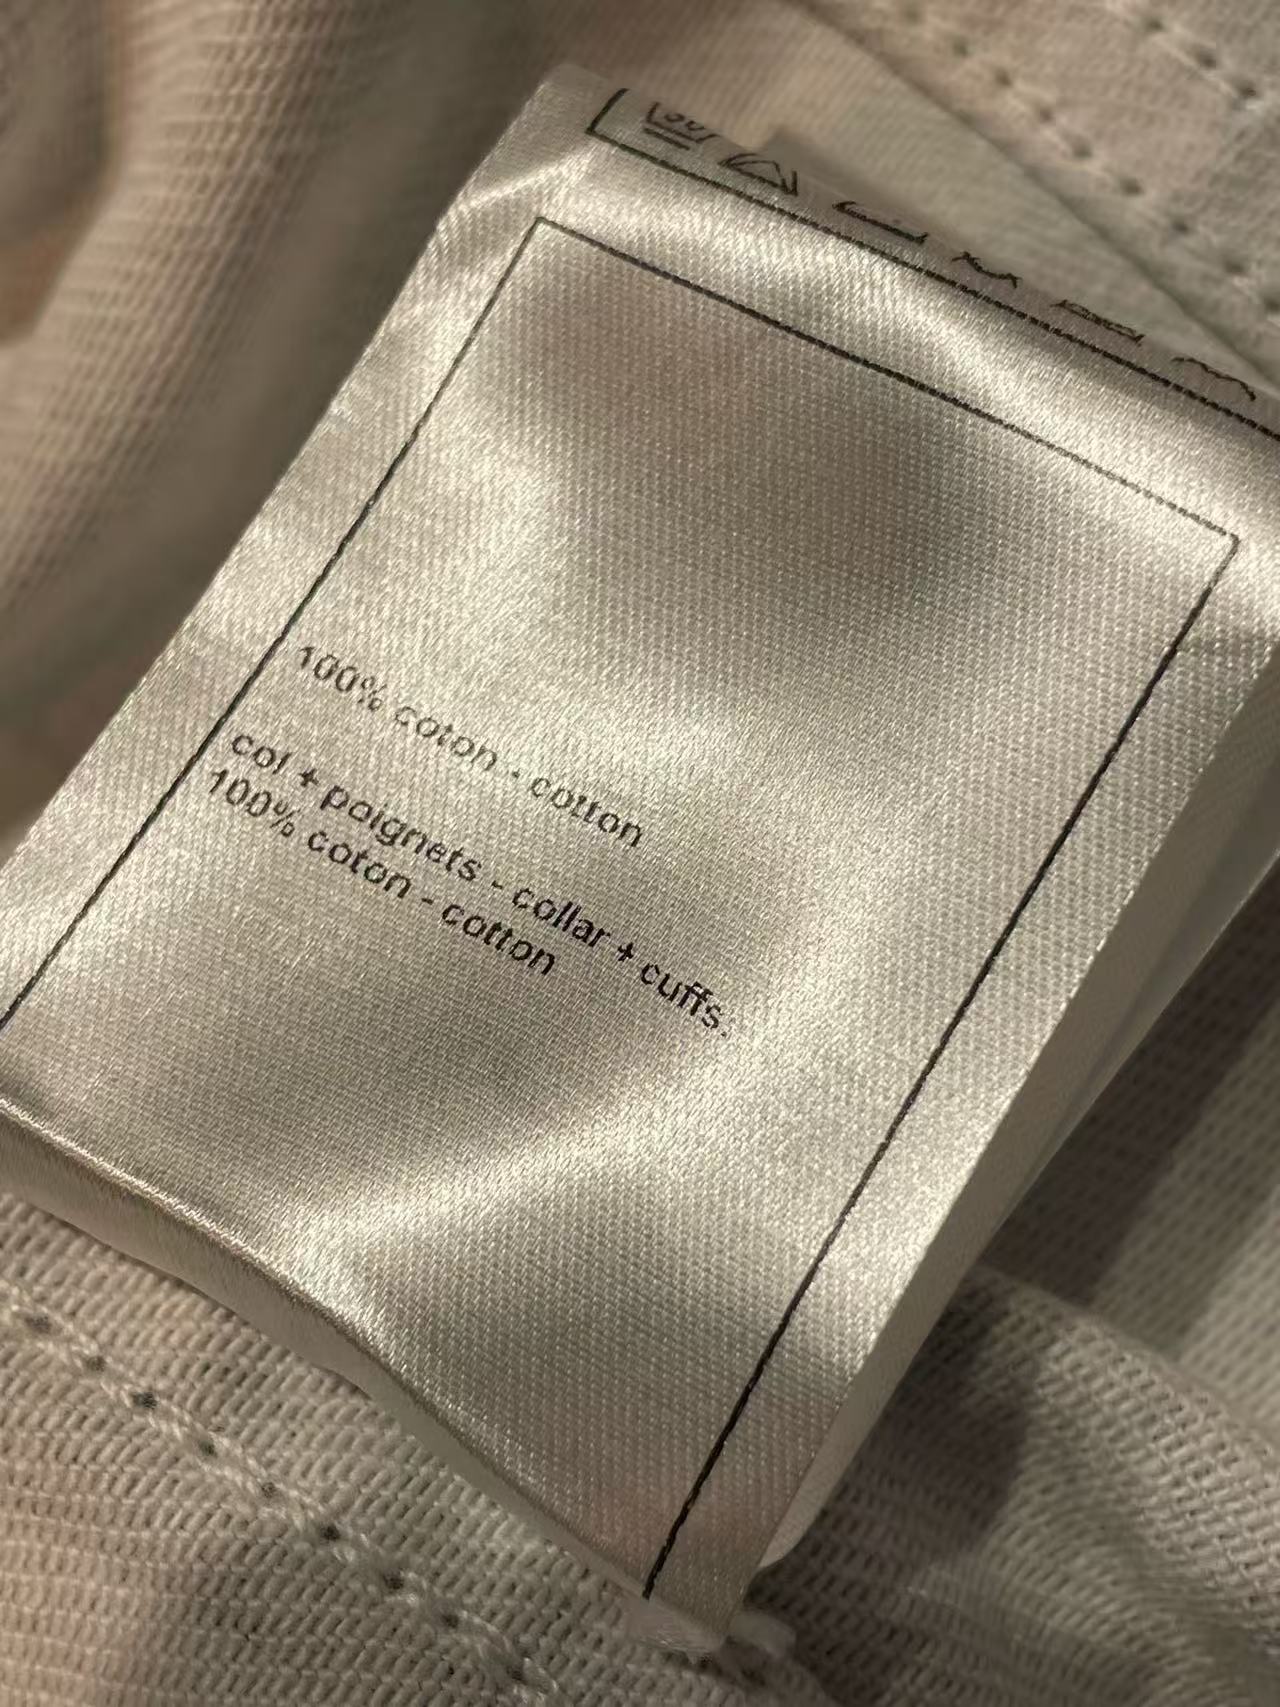 100% coton - cotton
col + poignets - collar + cuffs:
100% coton - cotton